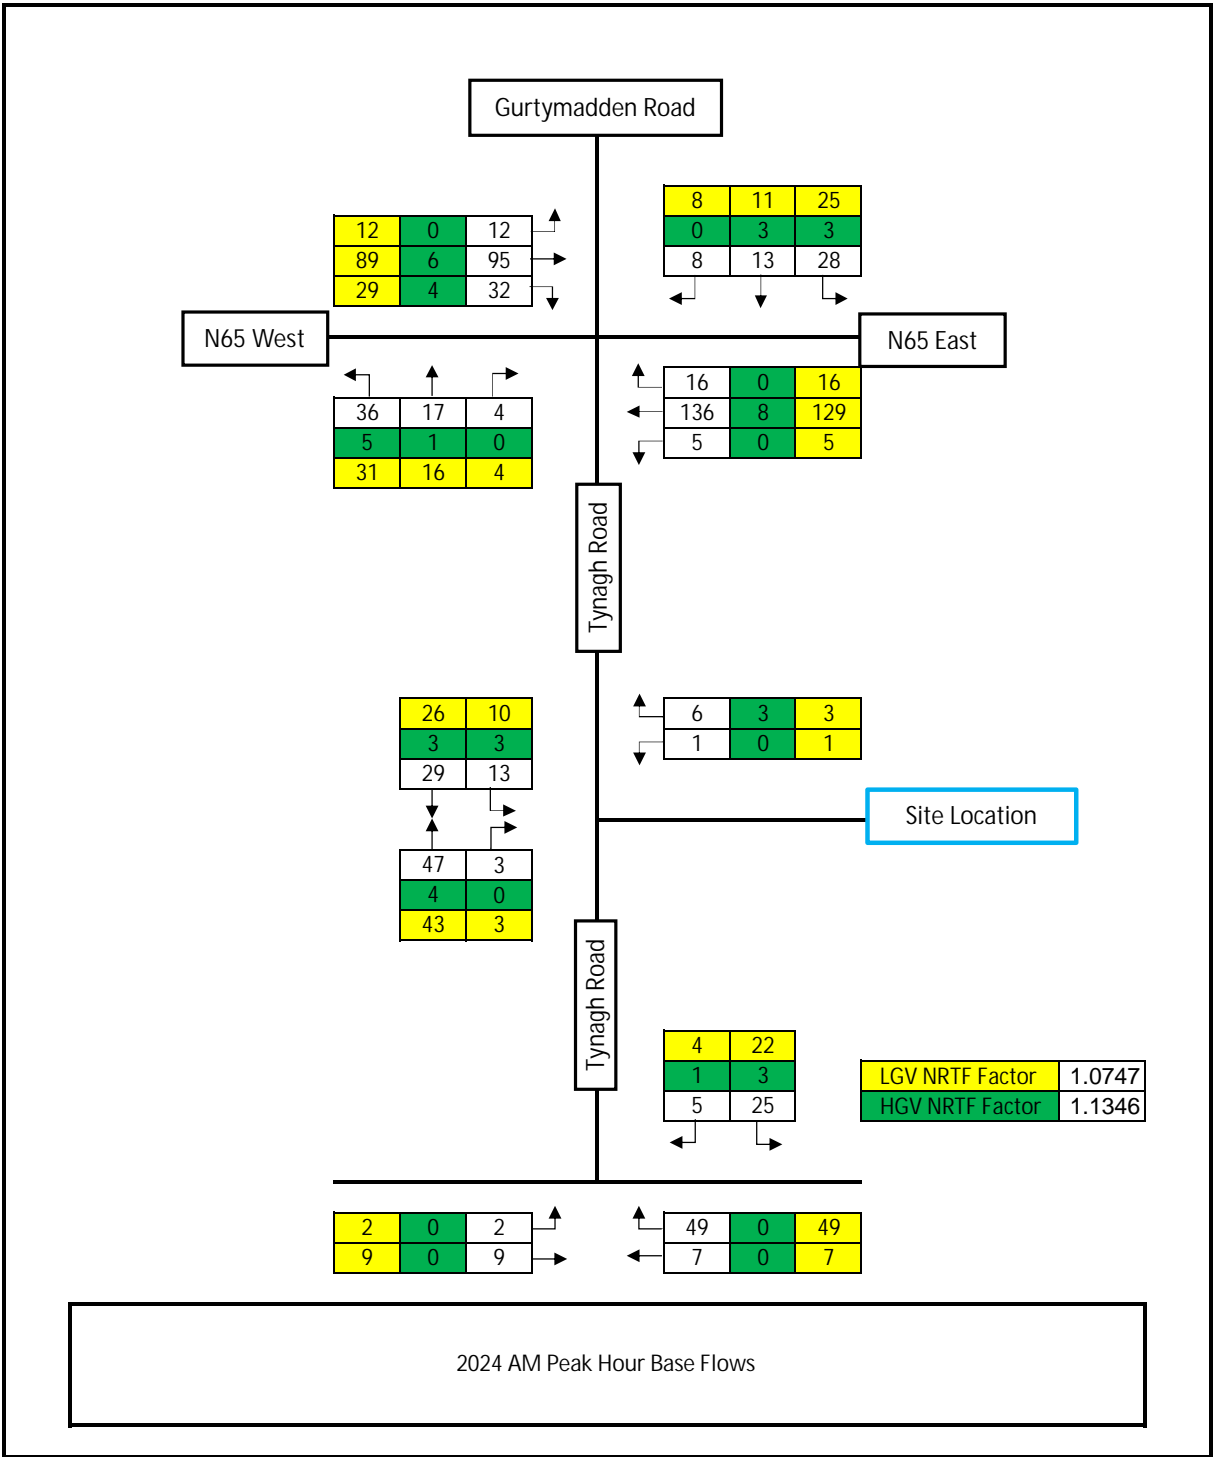 Gurtymadden Road
8 11 25
0 3 3
8 13 28
12 0 12
89 6 95
29 4 32
N65 West
N65 East
36 17 4
5 1 0
31 16 4
16 0 16
136 8 129
5 0 5
Tynagh Road
26 10
3 3
29 13
6 3 3
1 0 1
Site Location
47 3
4 0
43 3
Tynagh Road
4 22
1 3
5 25
LGV NRTF Factor 1.0747
HGV NRTF Factor 1.1346
2 0 2
9 0 9
49 0 49
7 0 7
2024 AM Peak Hour Base Flows